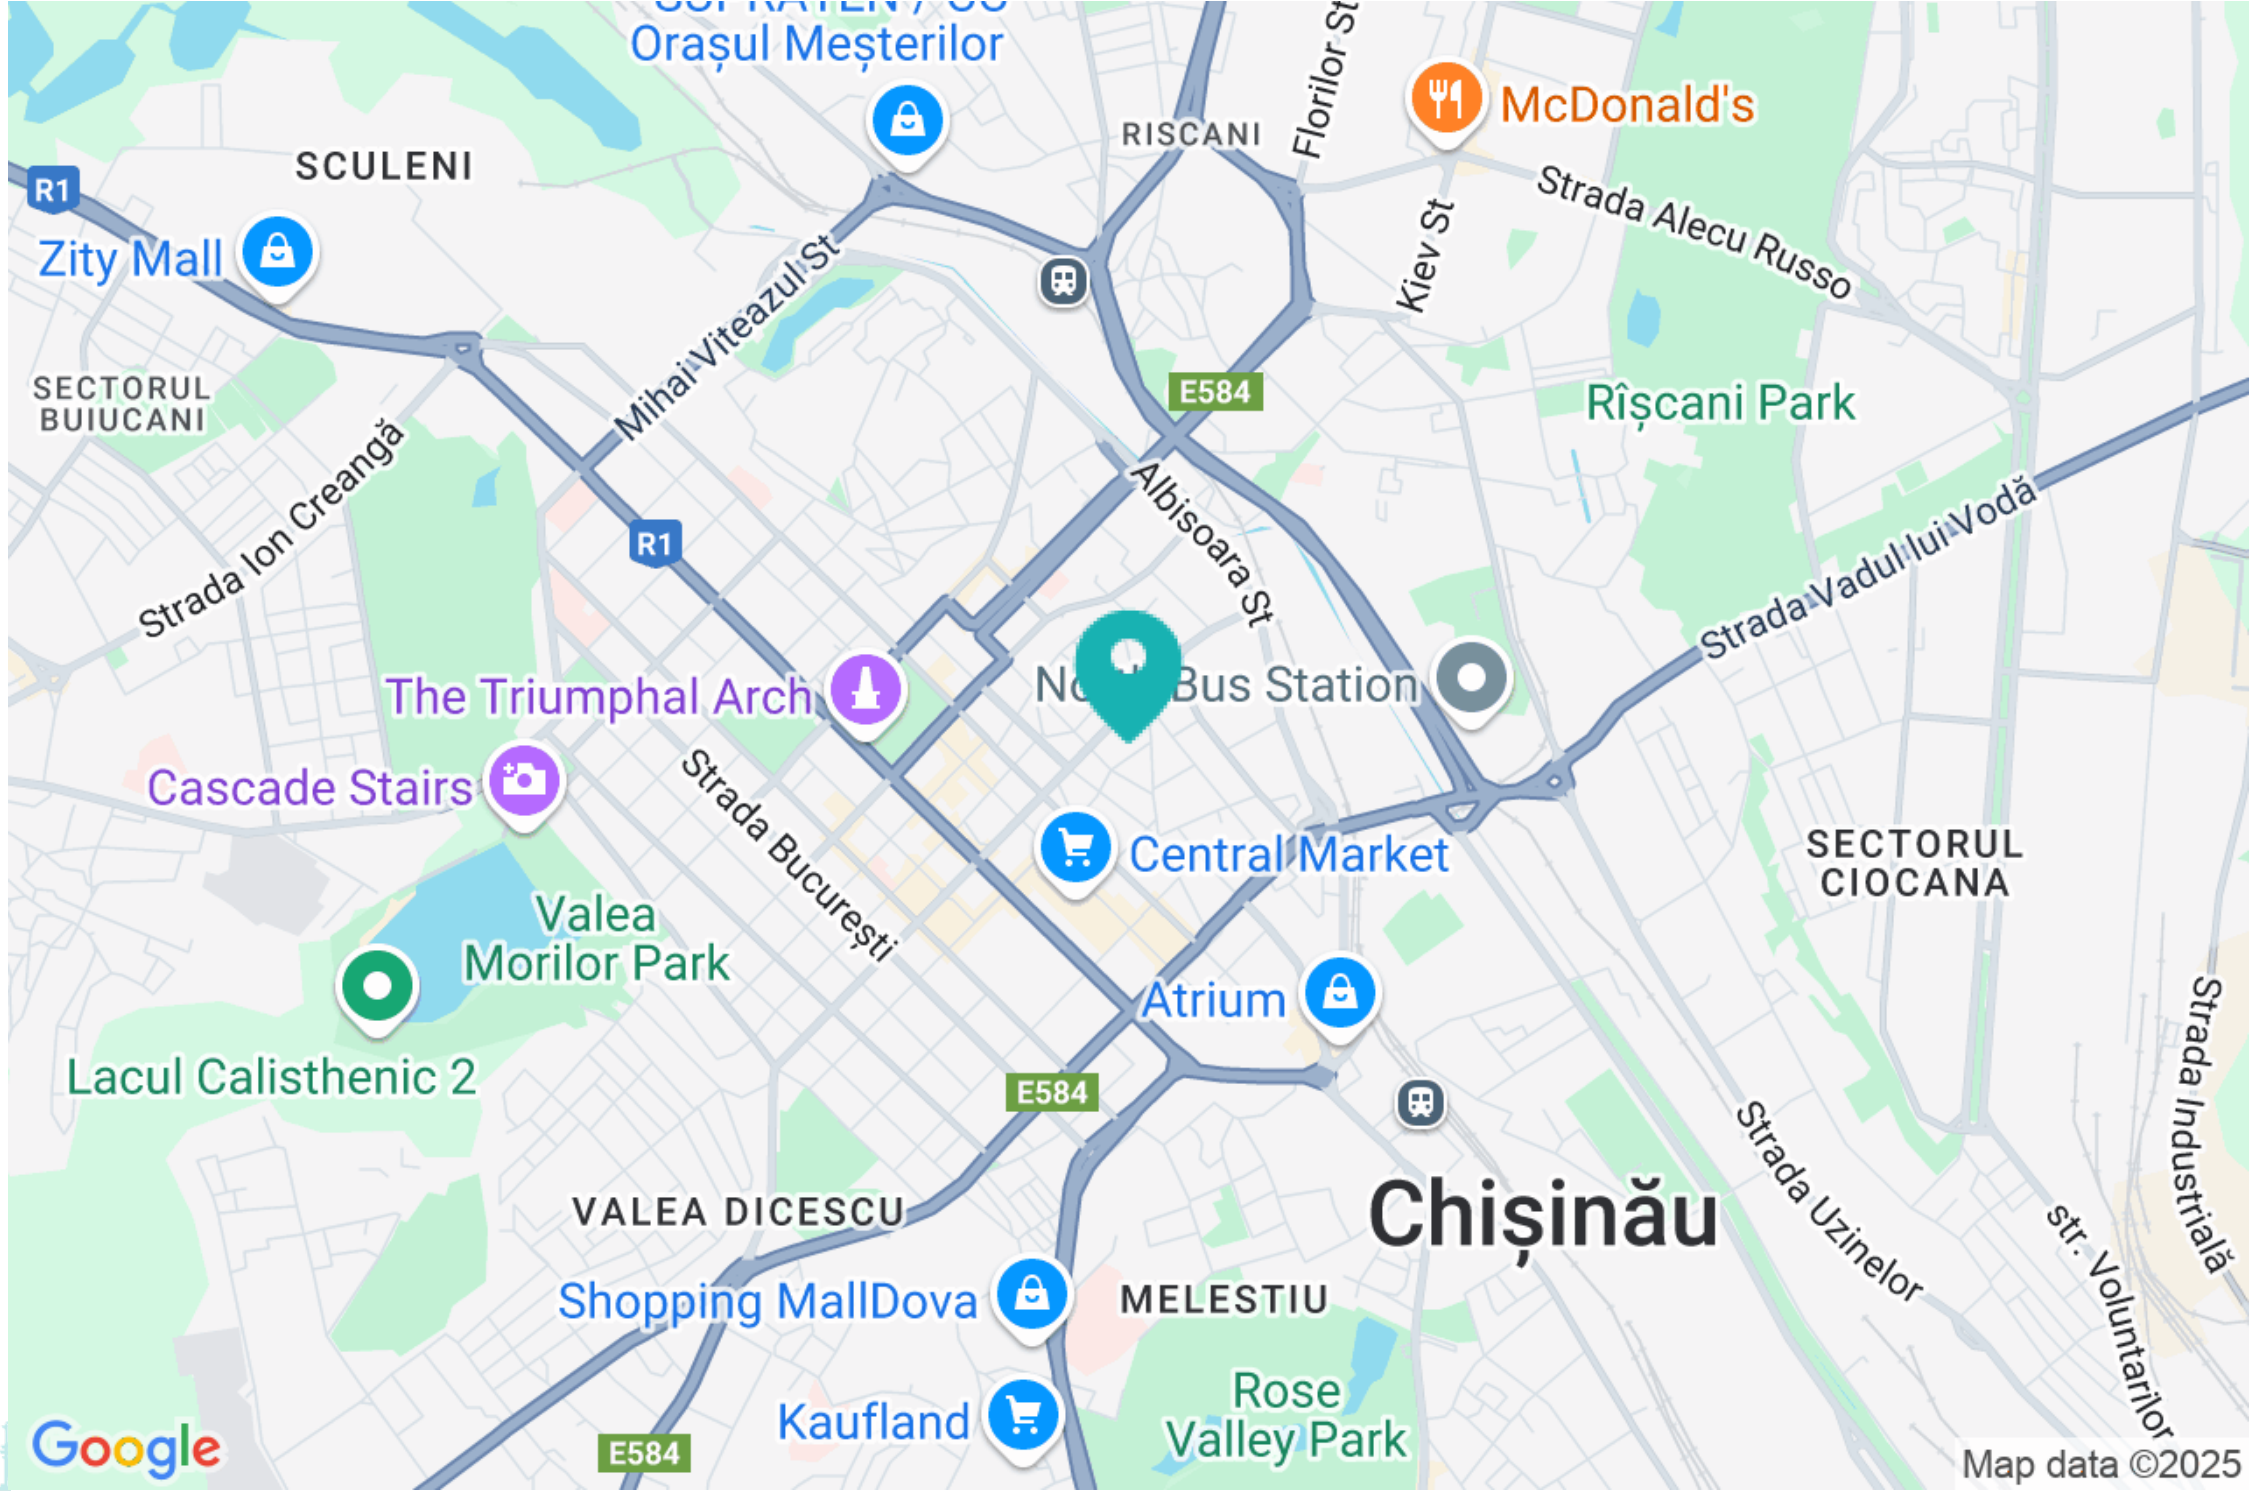 Orașul Meșterilor
RISCANI
Florilor St
McDonald's
SCULENI
R1
Zity Mall
Strada Alecu Russo
Kiev St
Mihai Viteazul St
SECTORUL
BUIUCANI
E584
Rîșcani Park
Strada Ion Creangă
R1
Albisoara St
Strada Vadul lui Vodă
The Triumphal Arch
Bus Station
Cascade Stairs
Strada București
Central Market
SECTORUL
CIOCANA
Valea
Morilor Park
Atrium
Lacul Calisthenic 2
E584
Strada Industrială
Strada Uzinelor
VALEA DICESCU
Chișinău
str. Voluntarilor
Shopping MallDova
MELESTIU
Rose
Valley Park
Kaufland
E584
Google
Map data ©2025